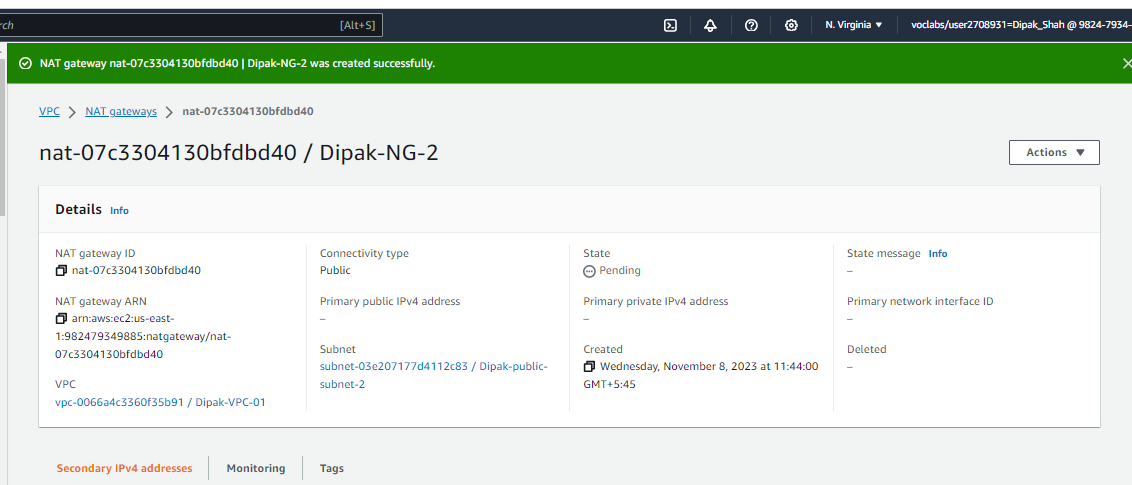 [Alt+S]
N. Virginia
voclabs/user2708931=Dipak_Shah @ 9824-7934-
NAT gateway nat-07c3304130bfdbd40 | Dipak-NG-2 was created successfully.
VPC > NAT gateways > nat-07c3304130bfdbd40
nat-07c3304130bfdbd40 / Dipak-NG-2
Actions
Details Info
NAT gateway ID
nat-07c3304130bfdbd40
Connectivity type
Public
State
Pending
State message Info
–
NAT gateway ARN
arn:aws:ec2:us-east-
1:982479349885:natgateway/nat-
07c3304130bfdbd40
Primary public IPv4 address
–
Primary private IPv4 address
–
Primary network interface ID
–
Subnet
subnet-03e207177d4112c83 / Dipak-public-
subnet-2
Created
Wednesday, November 8, 2023 at 11:44:00
GMT+5:45
Deleted
–
VPC
vpc-0066a4c3360f35b91 / Dipak-VPC-01
Secondary IPv4 addresses
Monitoring
Tags